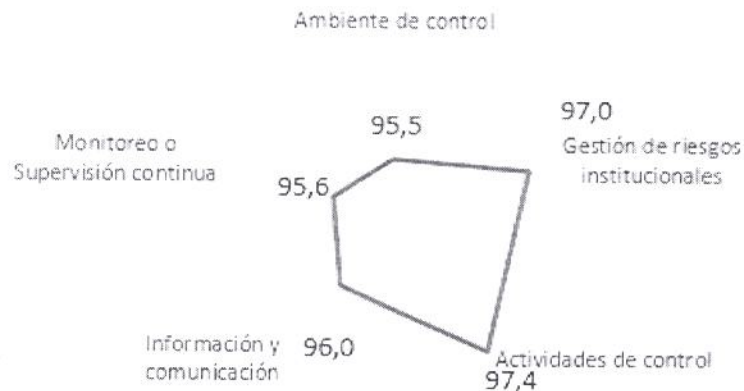 Ambiente de control
95,5
97,0
Gestión de riesgos
institucionales
Monitoreo o
Supervisión continua
95,6
Información y
comunicación
96,0
Actividades de control
97,4